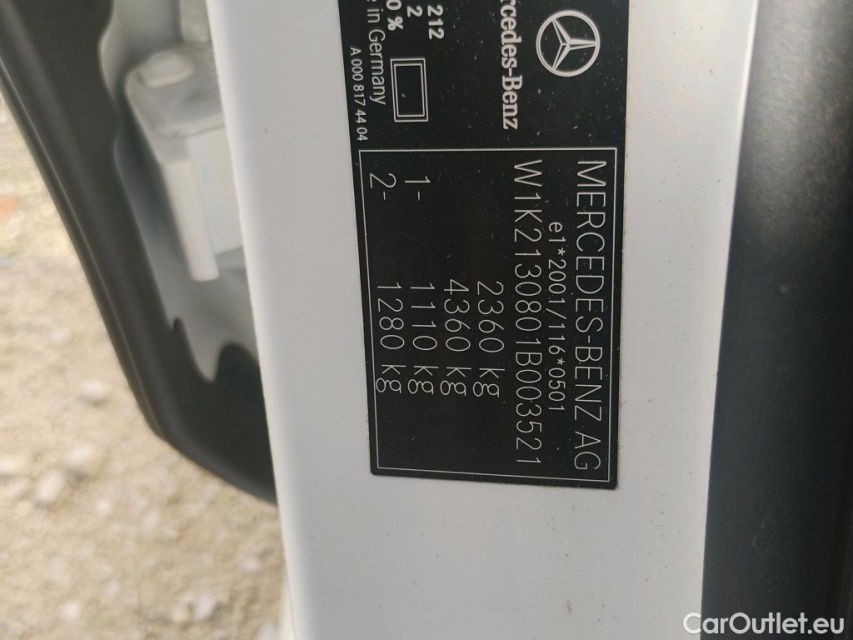 212
2
0 %
in Germany
A 000 817 44 04
rcedes-Benz
MERCEDES-BENZ AG
e1*2001/116*0501
W1K2130801B003521
2360 kg
4360 kg
1- 1110 kg
2- 1280 kg
CarOutlet.eu